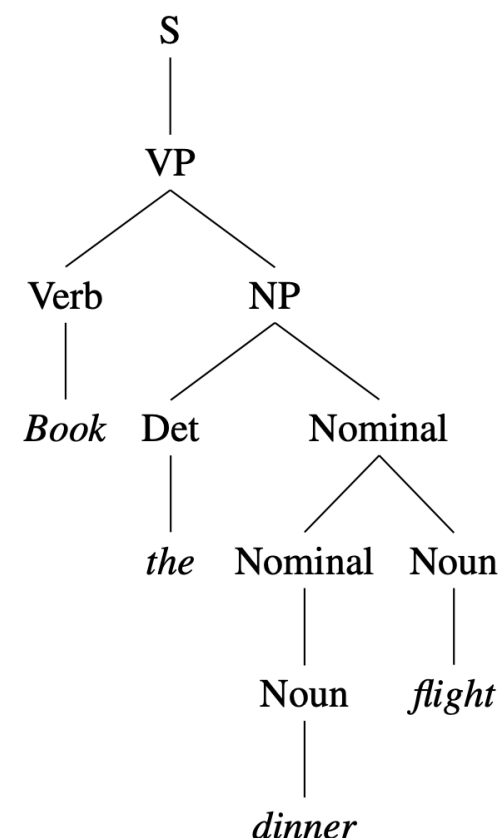 S
VP
Verb NP
Book Det Nominal
the Nominal Noun
Noun flight
dinner